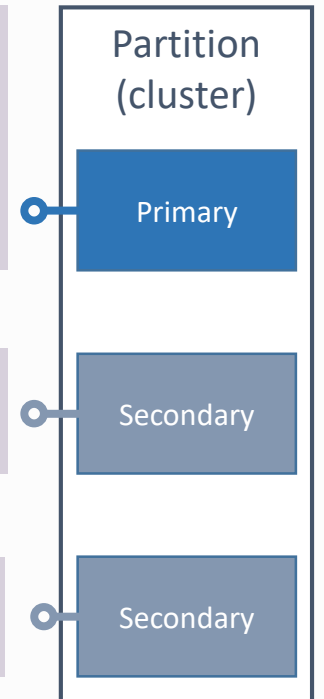 Partition
(cluster)
Primary
Secondary
Secondary